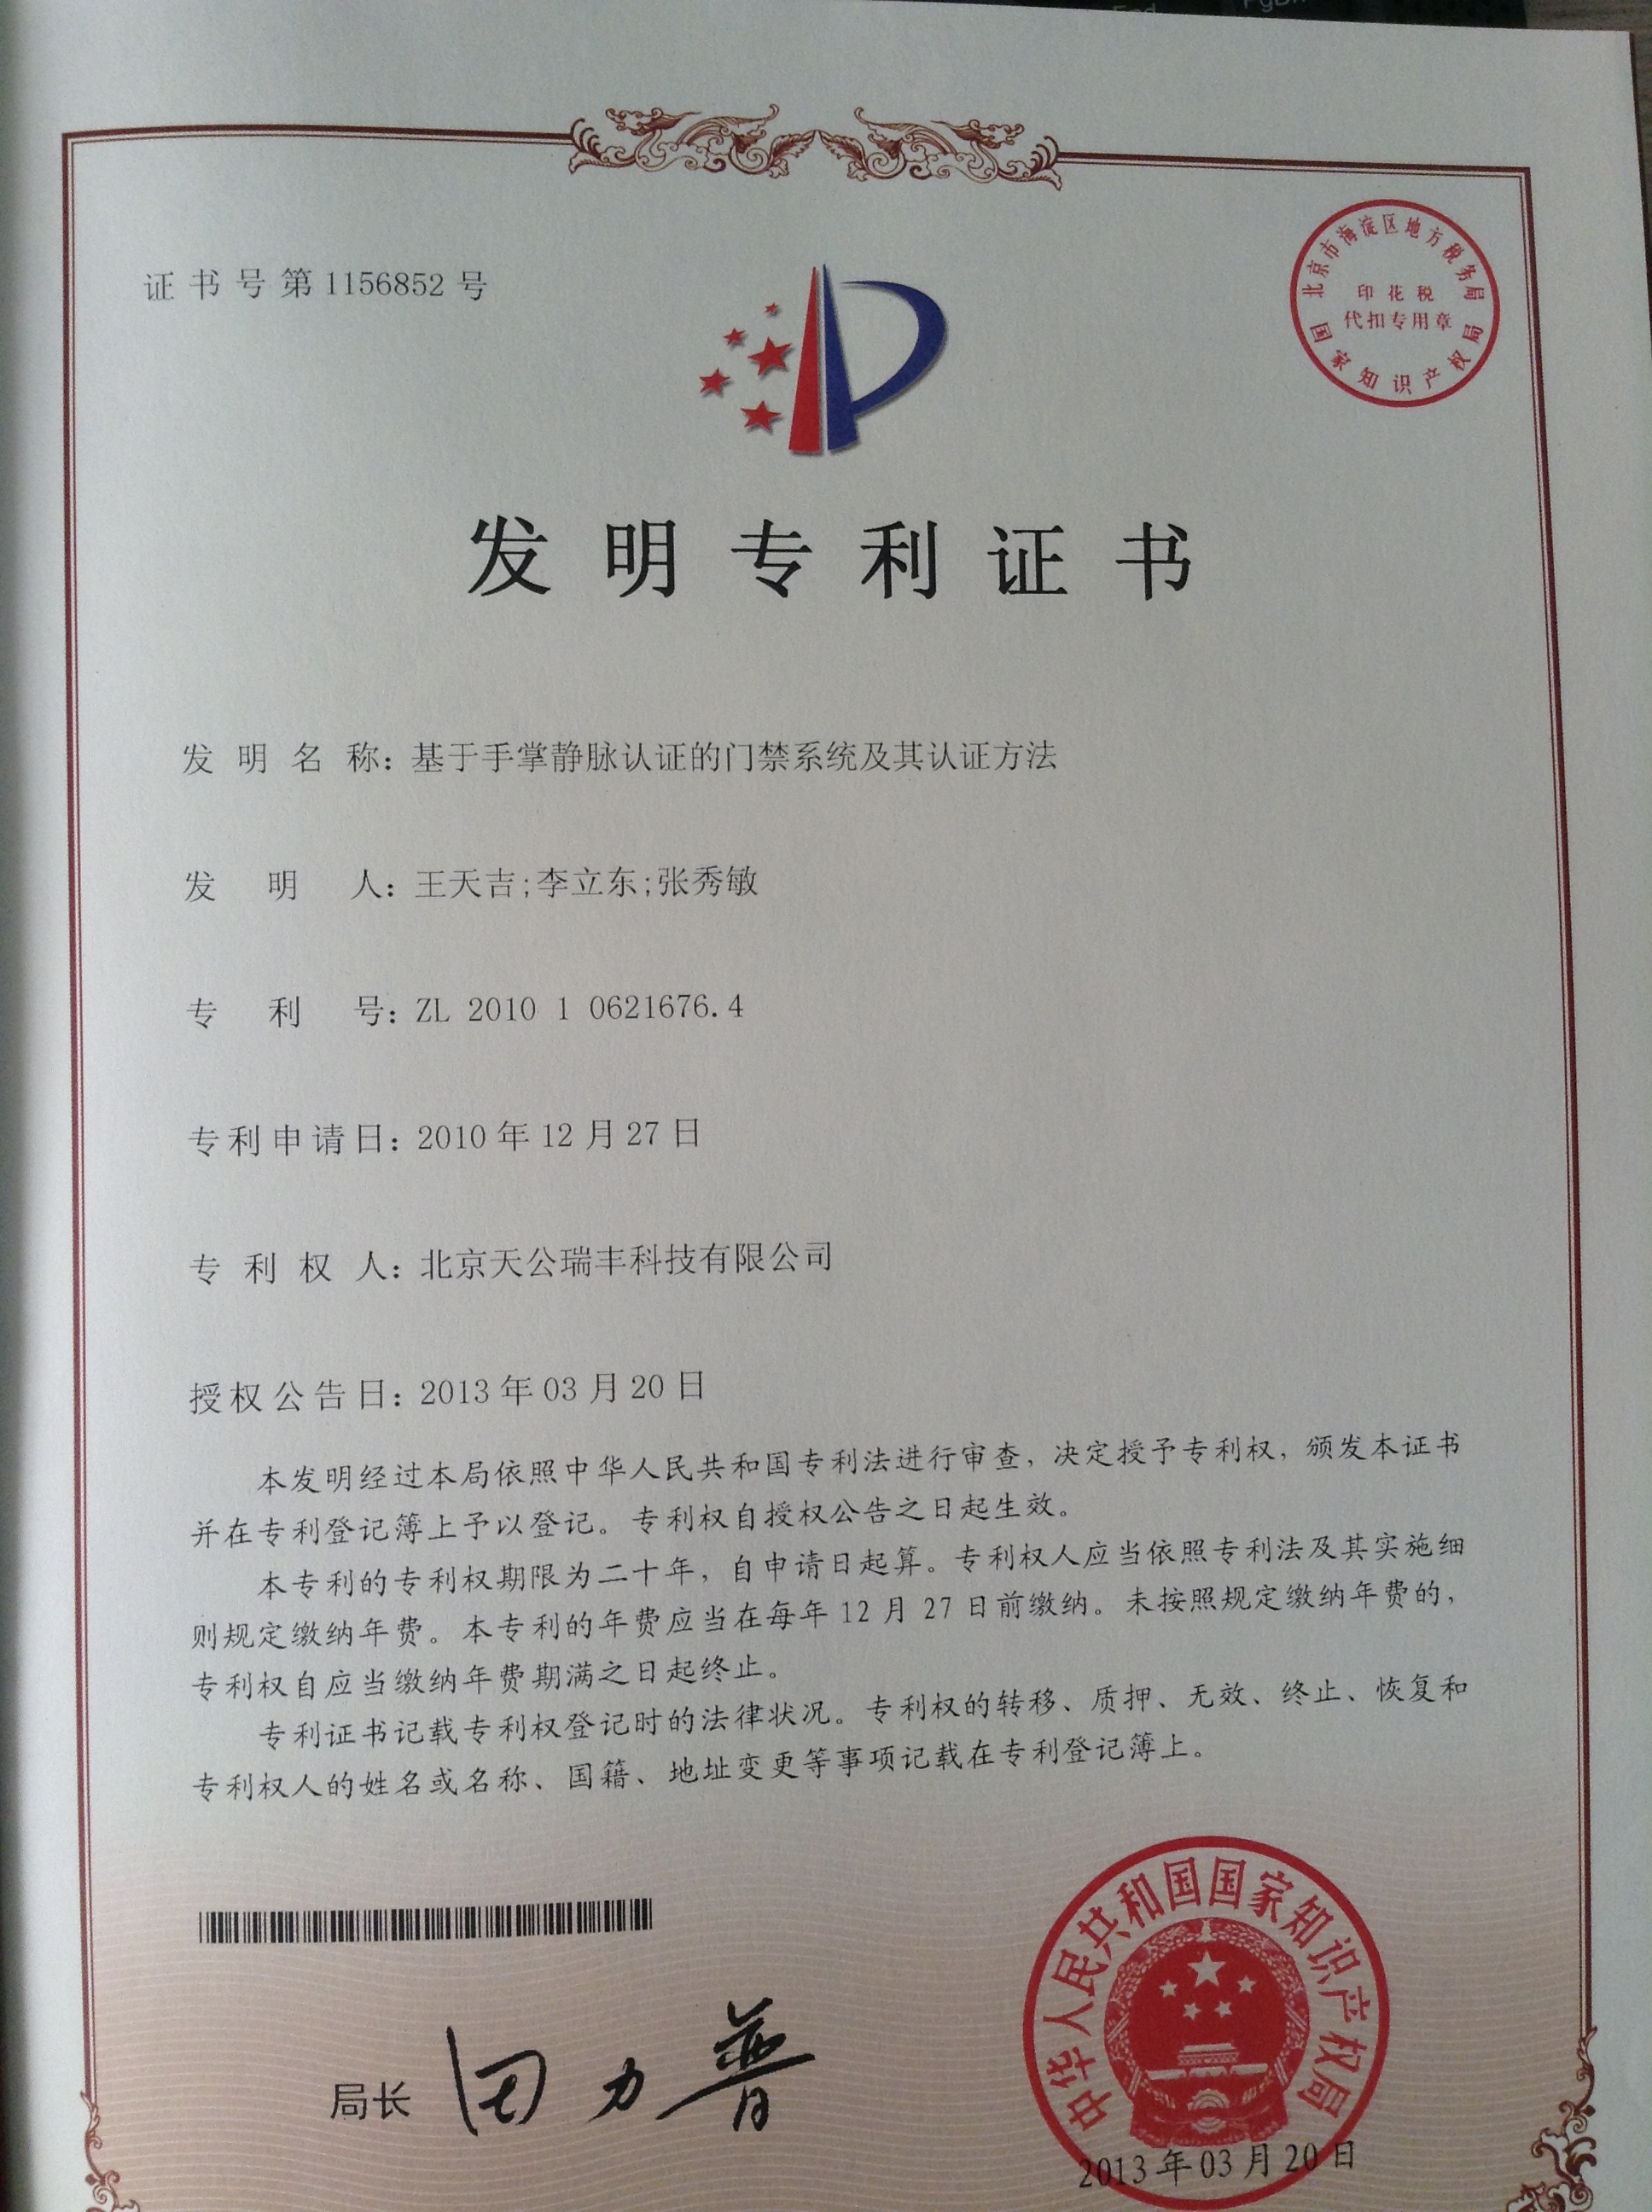 End
证书号第1156852号
北京市海淀区地方税务局
印花税
代扣专用章
国家知识产权局
发明专利证书
发明名称：基于手掌静脉认证的门禁系统及其认证方法
发明人：王天吉;李立东;张秀敏
专利号：ZL 2010 1 0621676.4
专利申请日：2010年12月27日
专利权人：北京天公瑞丰科技有限公司
授权公告日：2013年03月20日
本发明经过本局依照中华人民共和国专利法进行审查，决定授予专利权，颁发本证书
并在专利登记簿上予以登记。专利权自授权公告之日起生效。
本专利的专利权期限为二十年，自申请日起算。专利权人应当依照专利法及其实施细
则规定缴纳年费。本专利的年费应当在每年12月27日前缴纳。未按照规定缴纳年费的，
专利权自应当缴纳年费期满之日起终止。
专利证书记载专利权登记时的法律状况。专利权的转移、质押、无效、终止、恢复和
专利权人的姓名或名称、国籍、地址变更等事项记载在专利登记簿上。
中华人民共和国国家知识产权局
局长 田力普
2013年03月20日